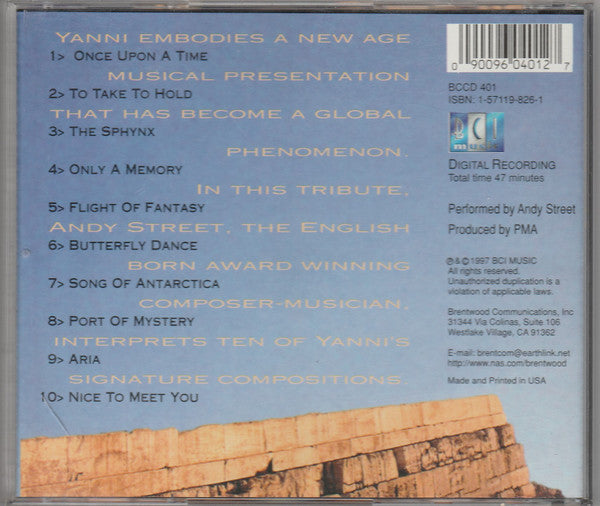 YANNI EMBODIES A NEW AGE
1> ONCE UPON A TIME
MUSICAL PRESENTATION
2> TO TAKE TO HOLD
THAT HAS BECOME A GLOBAL
3> THE SPHYNX
PHENOMENON.
4> ONLY A MEMORY
IN THIS TRIBUTE,
5> FLIGHT OF FANTASY
ANDY STREET, THE ENGLISH
6> BUTTERFLY DANCE
BORN AWARD WINNING
7> SONG OF ANTARCTICA
COMPOSER-MUSICIAN,
8> PORT OF MYSTERY
INTERPRETS TEN OF YANNI'S
9> ARIA
SIGNATURE COMPOSITIONS.
10> NICE TO MEET YOU
0 90096 04012 7
BCCD 401
ISBN: 1-57119-826-1
BCI
MUSIC
DIGITAL RECORDING
Total time 47 minutes
Performed by Andy Street
Produced by PMA
℗&©1997 BCI MUSIC
All rights reserved.
Unauthorized duplication is a
violation of applicable laws.
Brentwood Communications, Inc
31344 Via Colinas, Suite 106
Westlake Village, CA 91362
E-mail: brentcom@earthlink.net
http://www.nas.com/brentwood
Made and Printed in USA